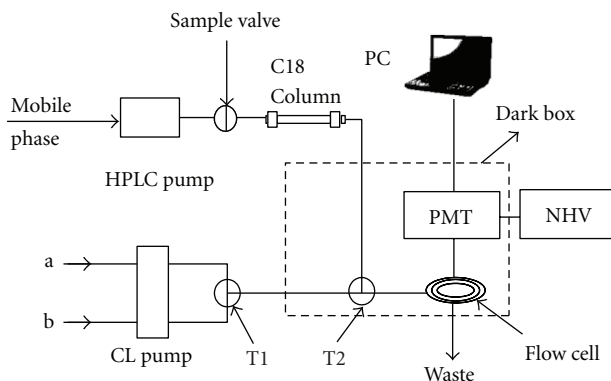 Sample valve
C18
Column
PC
Mobile
phase
Dark box
HPLC pump
PMT
NHV
a
b
CL pump
T1
T2
Flow cell
Waste